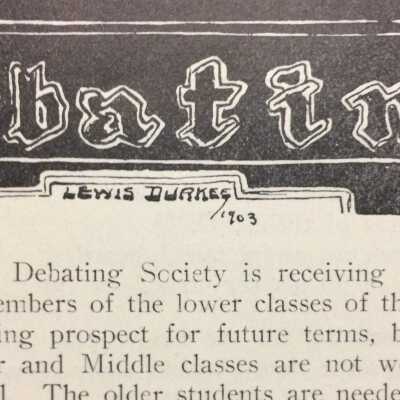 batin
LEWIS DURKEE
'903
Debating Society is receiving
embers of the lower classes of th
ing prospect for future terms, b
r and Middle classes are not w
l. The older students are neede